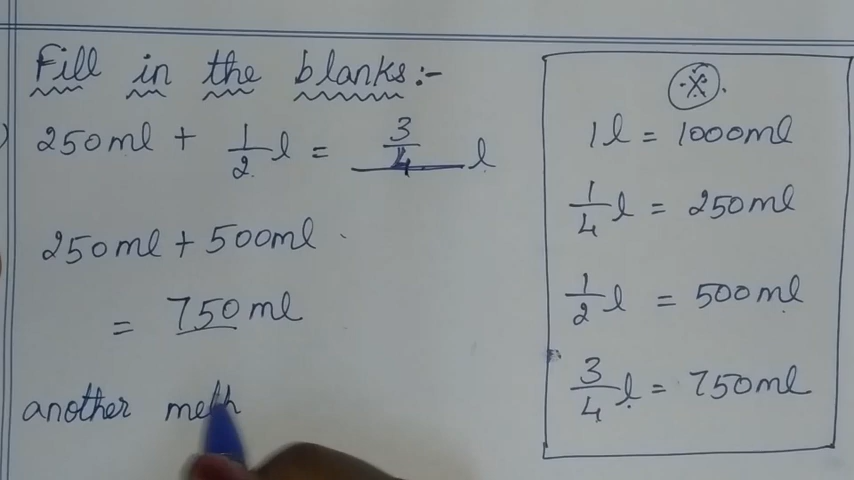 Fill in the blanks:-
250ml + 1/2 l = 3/4 l
250ml + 500ml
= 750ml
another meth
*
1l = 1000ml
1/4 l = 250ml
1/2 l = 500ml
3/4 l = 750ml